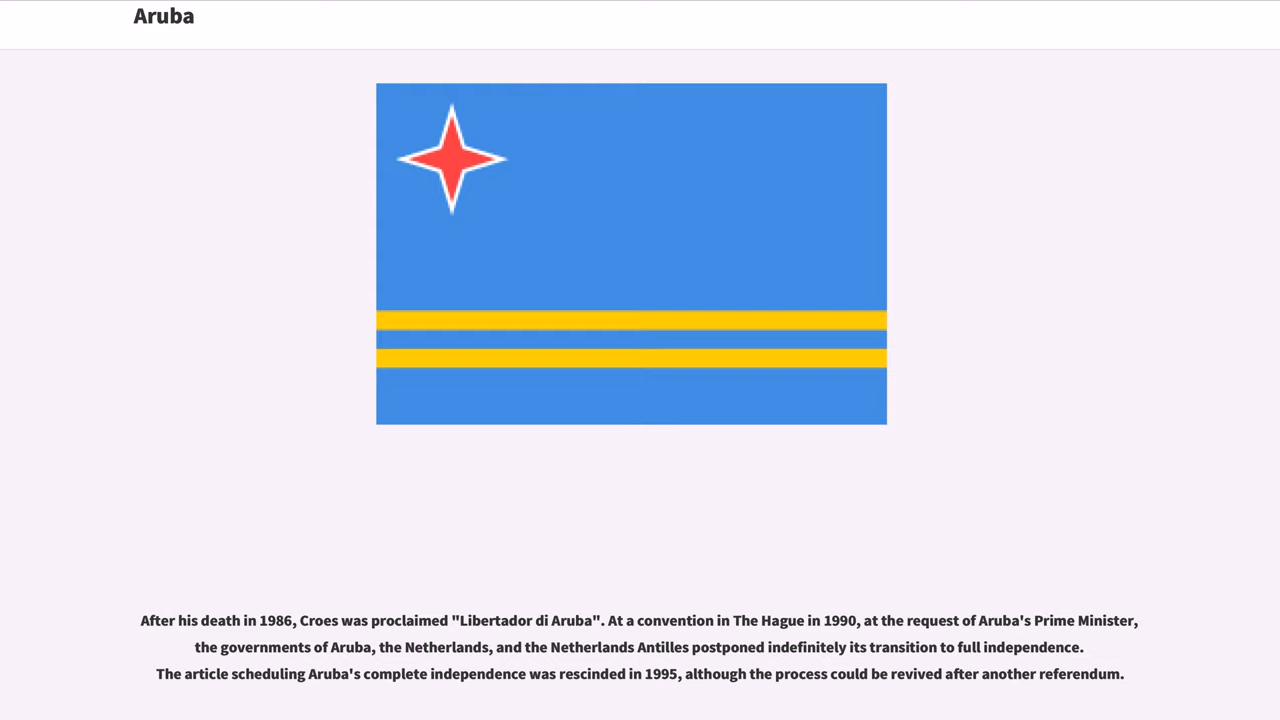 Aruba
After his death in 1986, Croes was proclaimed "Libertador di Aruba". At a convention in The Hague in 1990, at the request of Aruba's Prime Minister,
the governments of Aruba, the Netherlands, and the Netherlands Antilles postponed indefinitely its transition to full independence.
The article scheduling Aruba's complete independence was rescinded in 1995, although the process could be revived after another referendum.